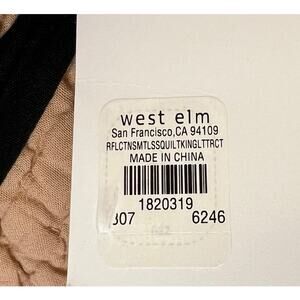 west elm
San Francisco,CA 94109
RFLCTNSMTLSSQUILTKINGLTTRCT
MADE IN CHINA
1820319
307 6246